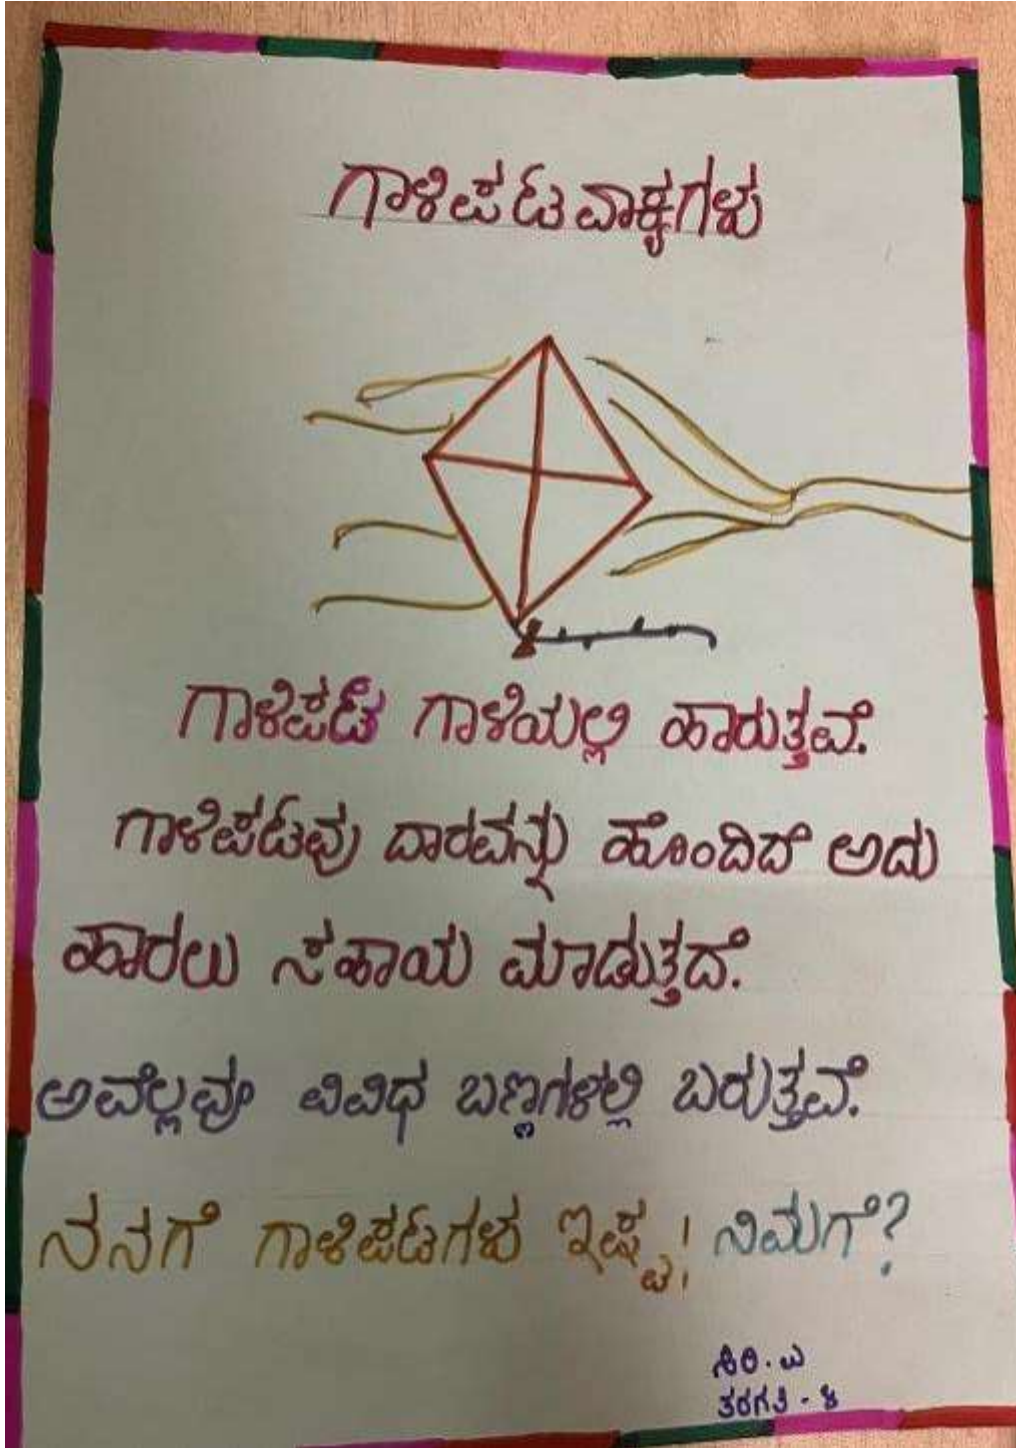 ಗಾಳಿಪಟ ವಾಕ್ಯಗಳು
ಗಾಳಿಪಟ ಗಾಳಿಯಲ್ಲಿ ಹಾರುತ್ತವೆ.
ಗಾಳಿಪಟವು ದಾರವನ್ನು ಹೊಂದಿದೆ ಅದು
ಹಾರಲು ಸಹಾಯ ಮಾಡುತ್ತದೆ.
ಅವೆಲ್ಲವೂ ವಿವಿಧ ಬಣ್ಣಗಳಲ್ಲಿ ಬರುತ್ತವೆ.
ನನಗೆ ಗಾಳಿಪಟಗಳು ಇಷ್ಟ! ನಿಮಗೆ?
ಸಿರಿ. ಎ
ತರಗತಿ - ೪